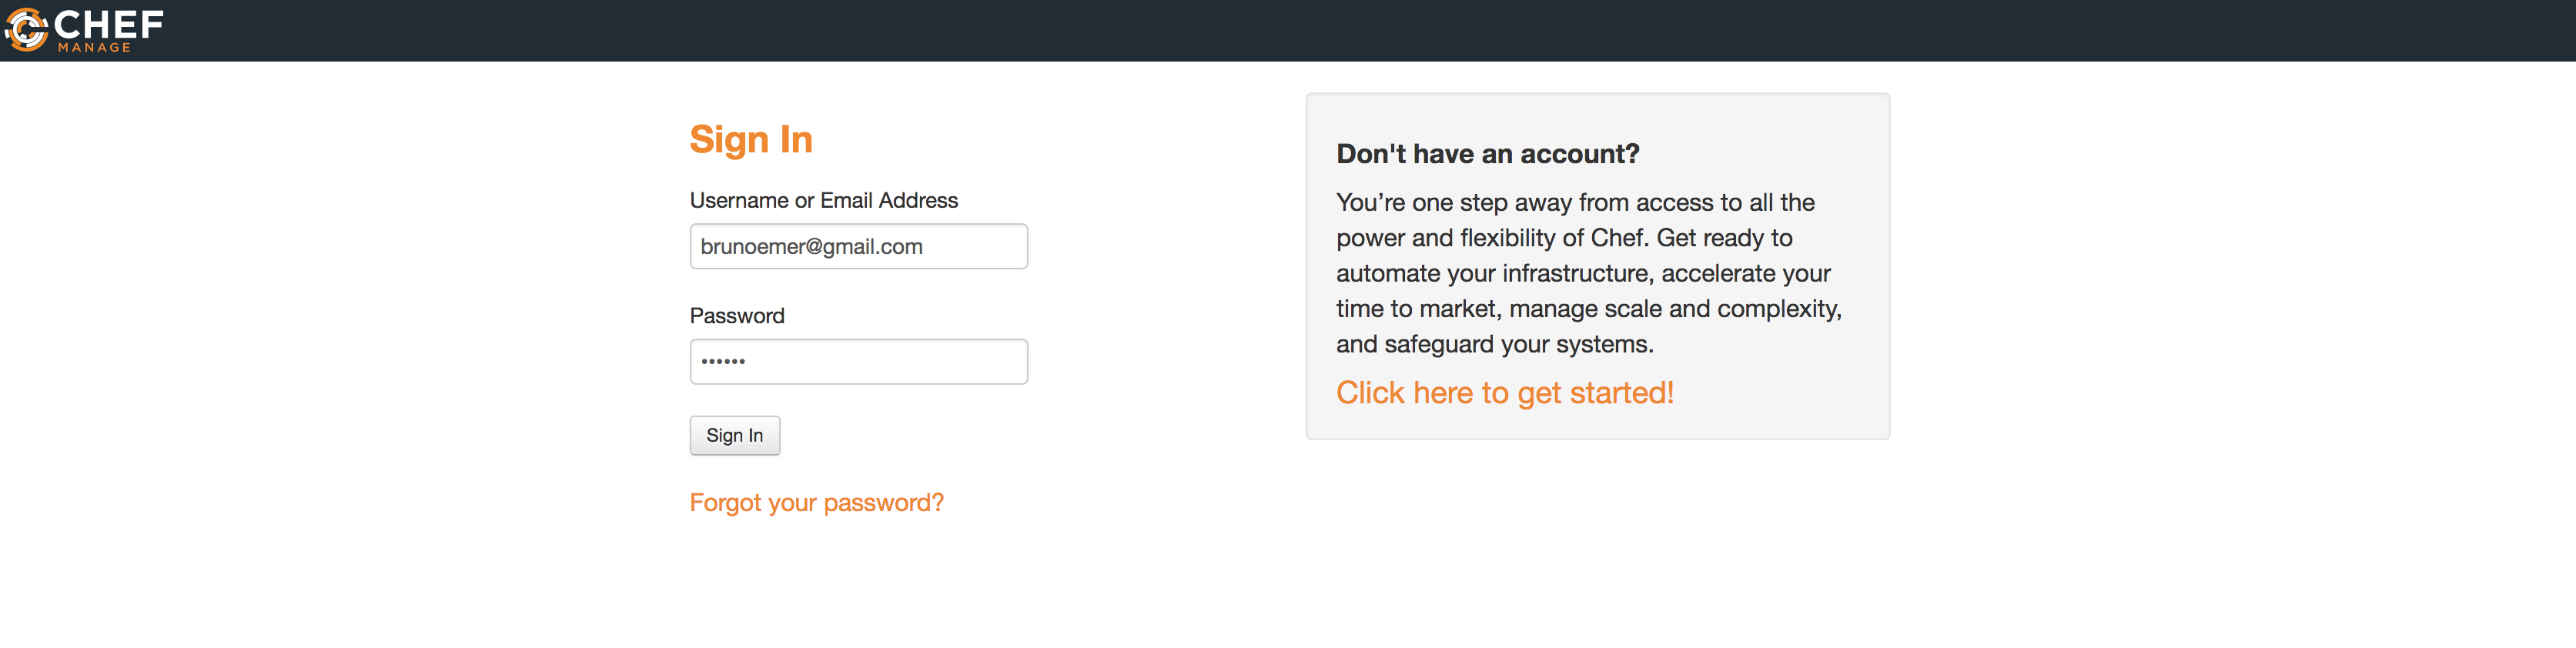 CHEF
MANAGE
Sign In
Username or Email Address
brunoemer@gmail.com
Password
••••••
Sign In
Forgot your password?
Don't have an account?
You’re one step away from access to all the
power and flexibility of Chef. Get ready to
automate your infrastructure, accelerate your
time to market, manage scale and complexity,
and safeguard your systems.
Click here to get started!